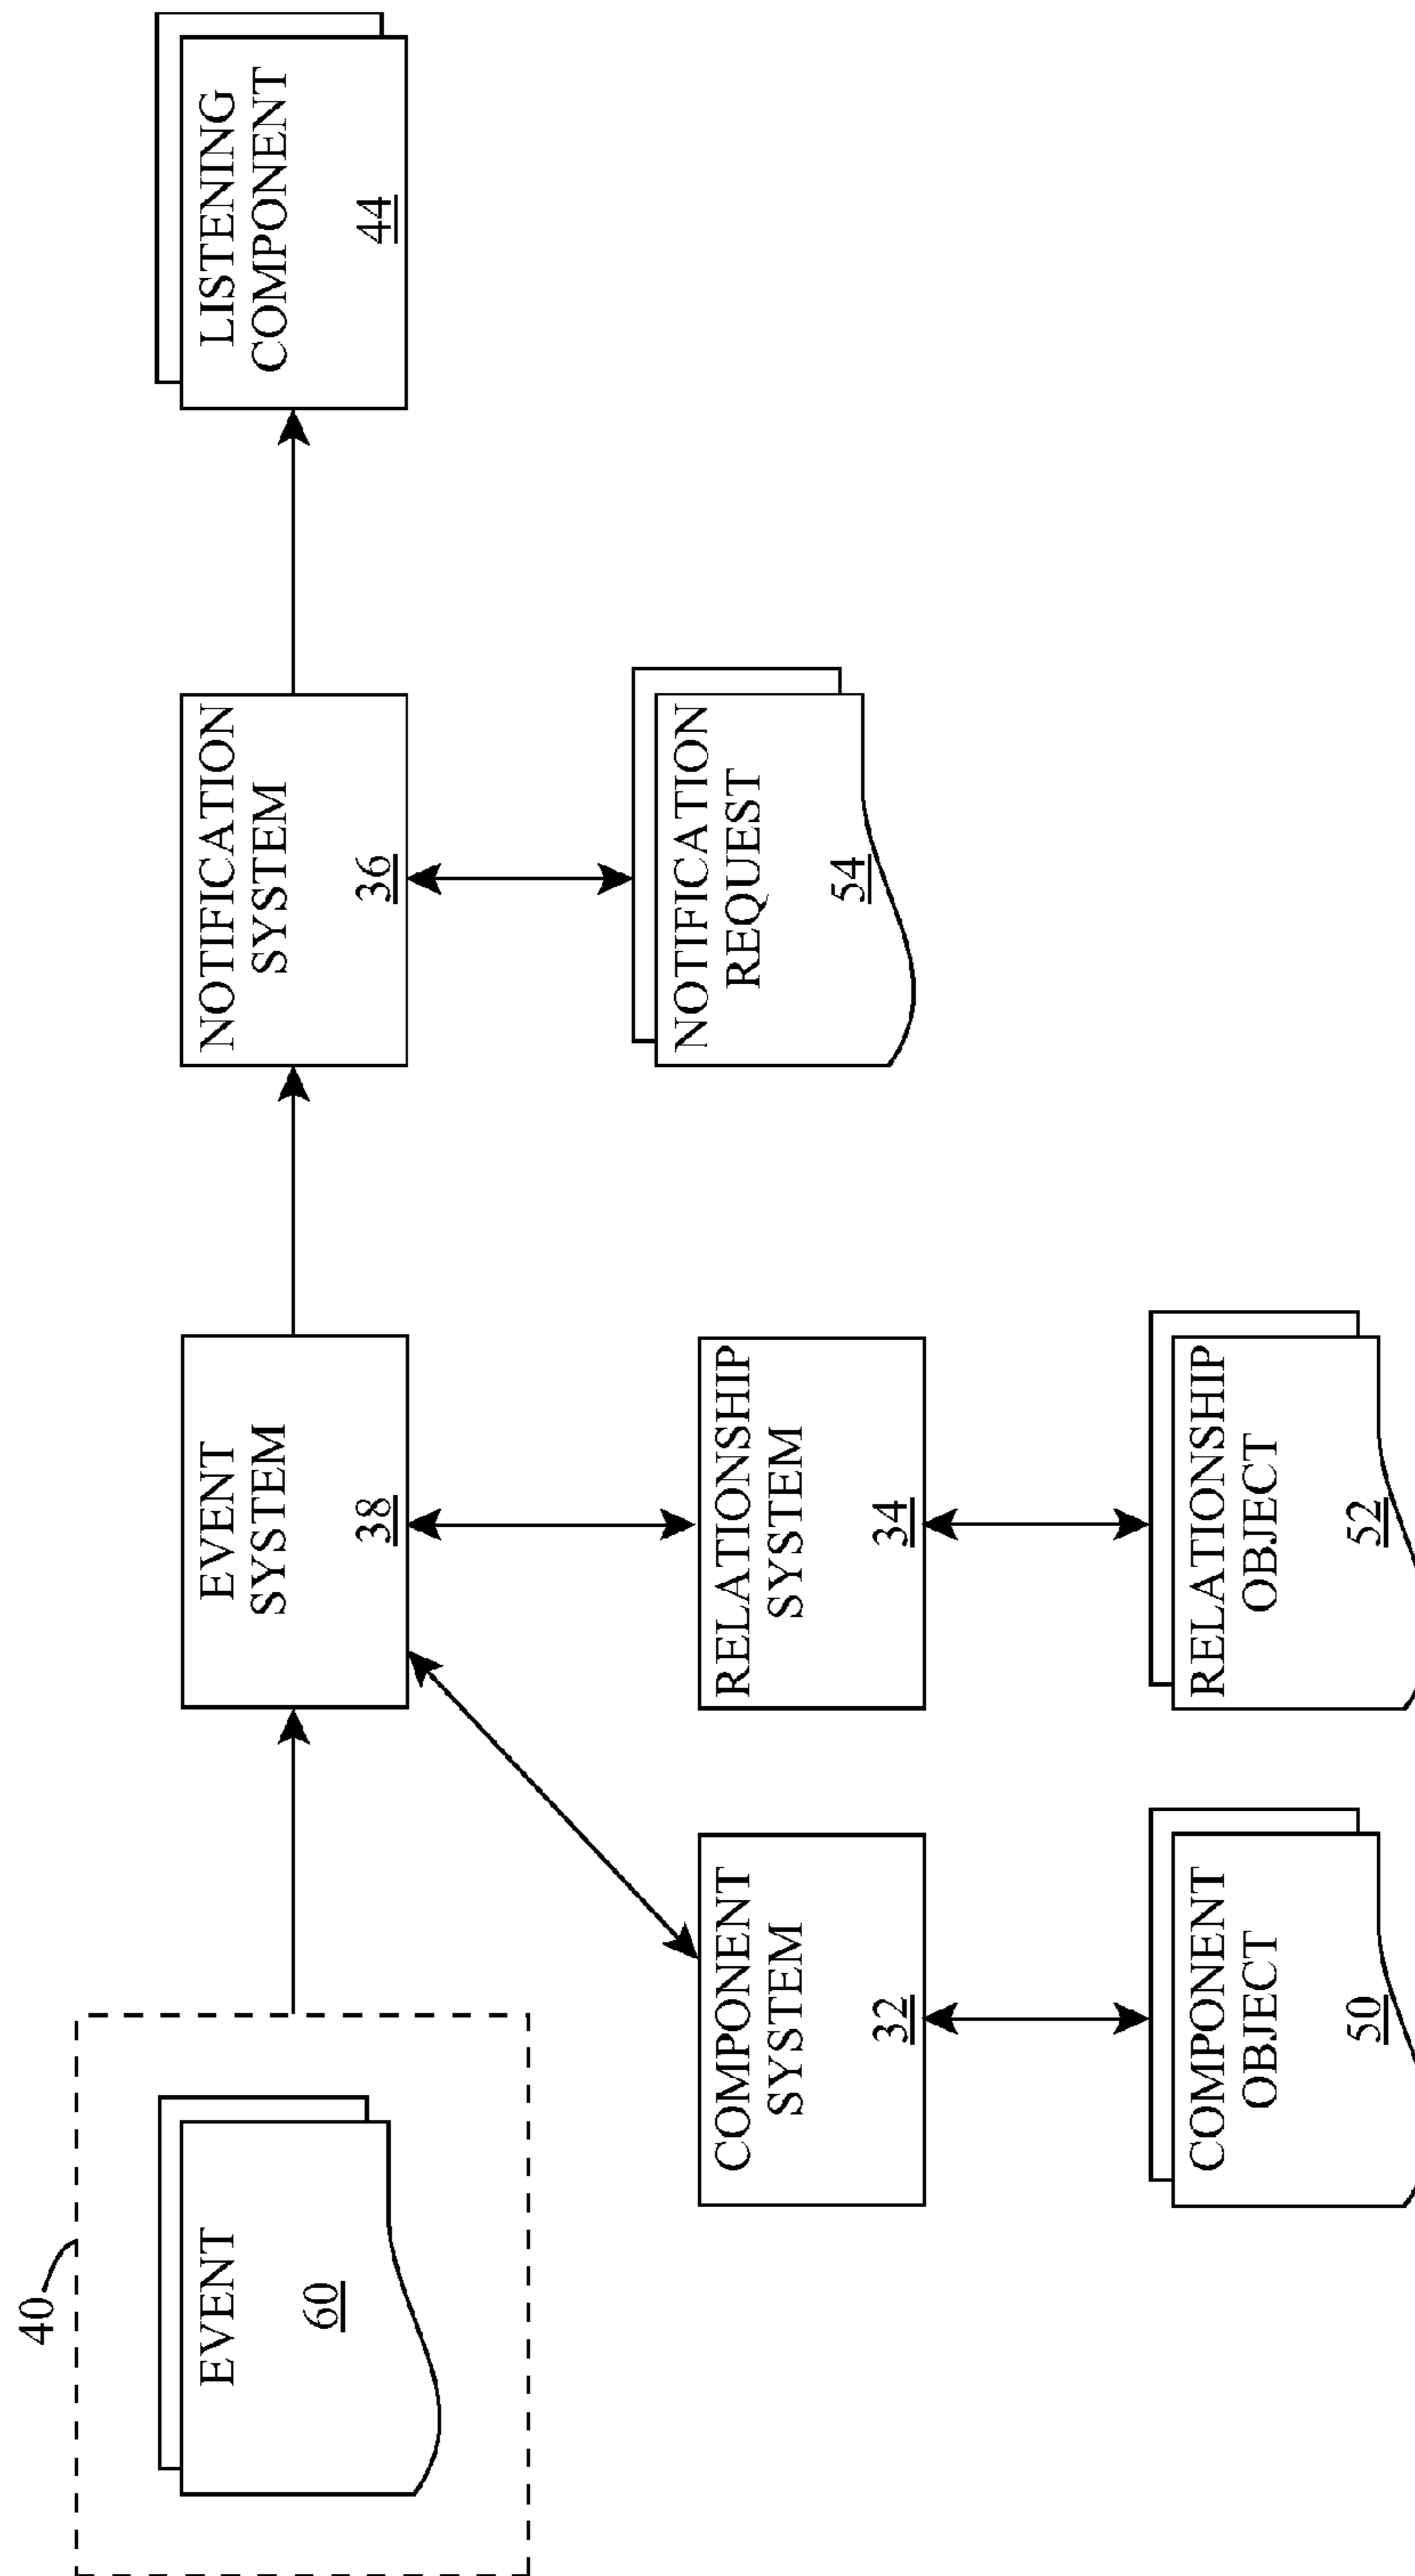 40
EVENT
60
EVENT
SYSTEM
38
NOTIFICATION
SYSTEM
36
LISTENING
COMPONENT
44
COMPONENT
SYSTEM
32
RELATIONSHIP
SYSTEM
34
NOTIFICATION
REQUEST
54
COMPONENT
OBJECT
50
RELATIONSHIP
OBJECT
52